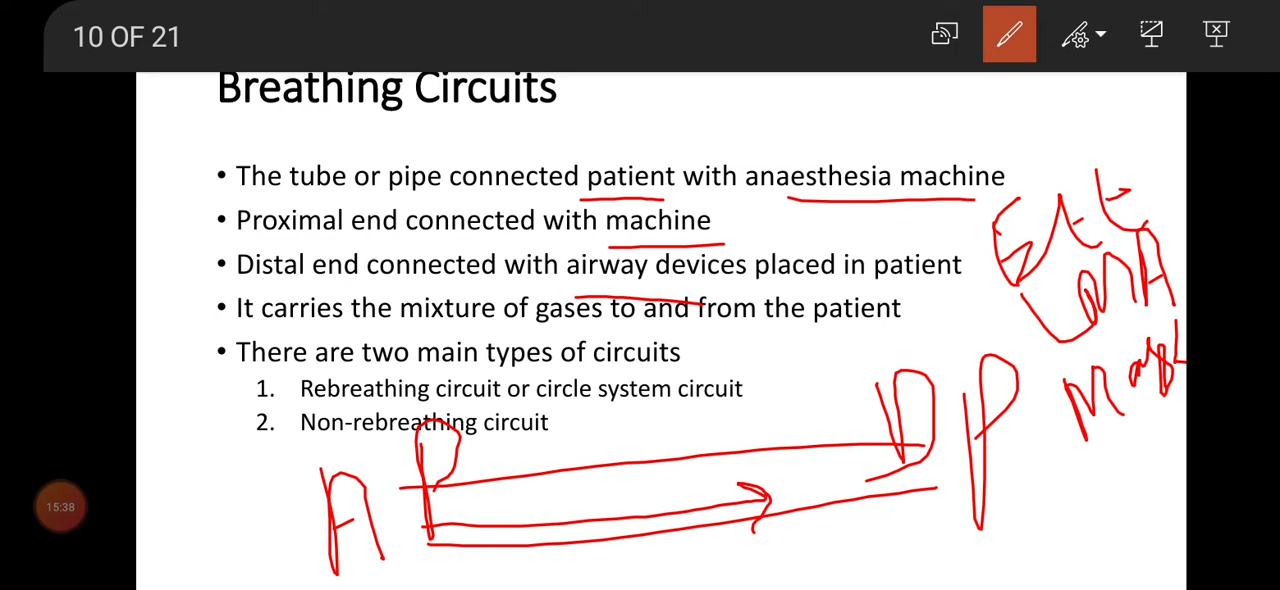 10 OF 21
Breathing Circuits
• The tube or pipe connected patient with anaesthesia machine
• Proximal end connected with machine
• Distal end connected with airway devices placed in patient
• It carries the mixture of gases to and from the patient
• There are two main types of circuits
1. Rebreathing circuit or circle system circuit
2. Non-rebreathing circuit
Ett
LMA
Mask
A P D P
15:38